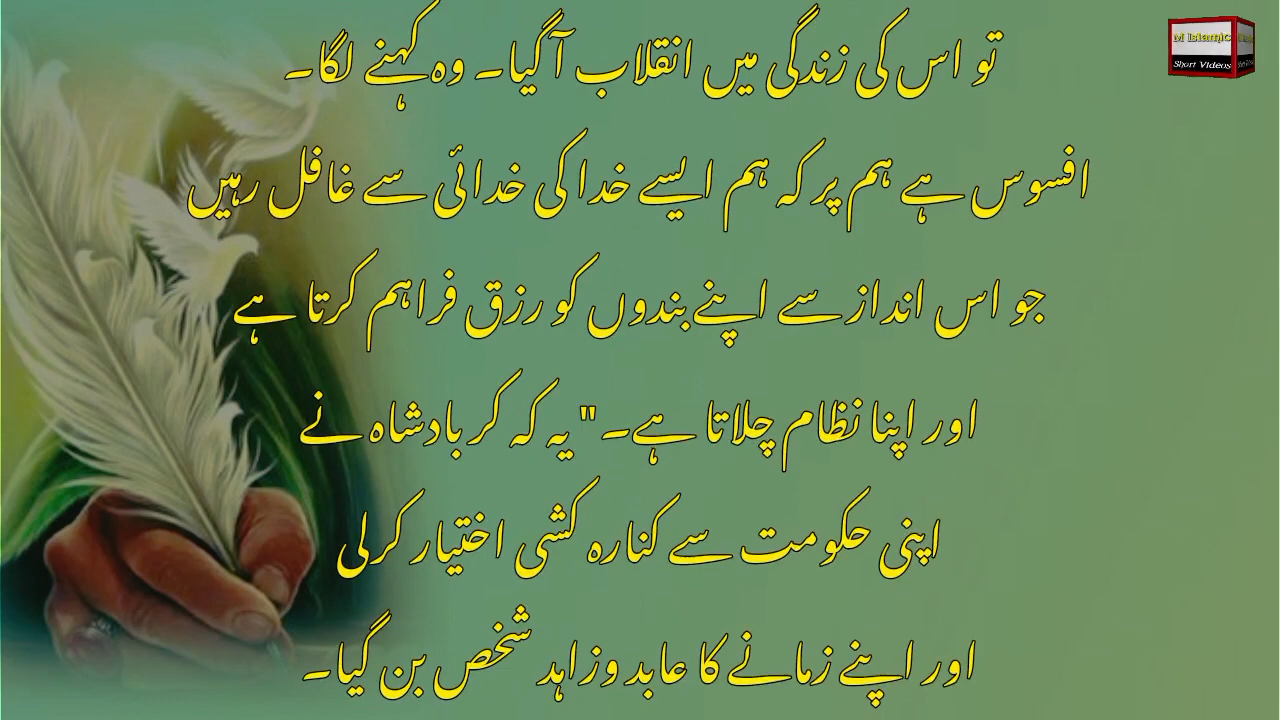 تو اس کی زندگی میں انقلاب آگیا۔ وہ کہنے لگا۔
افسوس ہے ہم پر کہ ہم ایسے خدا کی خدائی سے غافل رہیں
جو اس انداز سے اپنے بندوں کو رزق فراہم کرتا ہے
اور اپنا نظام چلاتا ہے۔" یہ کہ کر بادشاہ نے
اپنی حکومت سے کنارہ کشی اختیار کرلی
اور اپنے زمانے کا عابد و زاہد شخص بن گیا۔
M Islamic
Short Videos